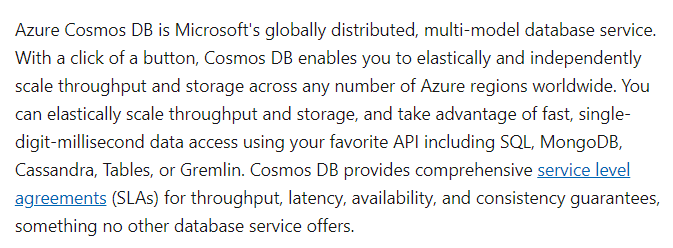 Azure Cosmos DB is Microsoft's globally distributed, multi-model database service.
With a click of a button, Cosmos DB enables you to elastically and independently
scale throughput and storage across any number of Azure regions worldwide. You
can elastically scale throughput and storage, and take advantage of fast, single-
digit-millisecond data access using your favorite API including SQL, MongoDB,
Cassandra, Tables, or Gremlin. Cosmos DB provides comprehensive service level
agreements (SLAs) for throughput, latency, availability, and consistency guarantees,
something no other database service offers.